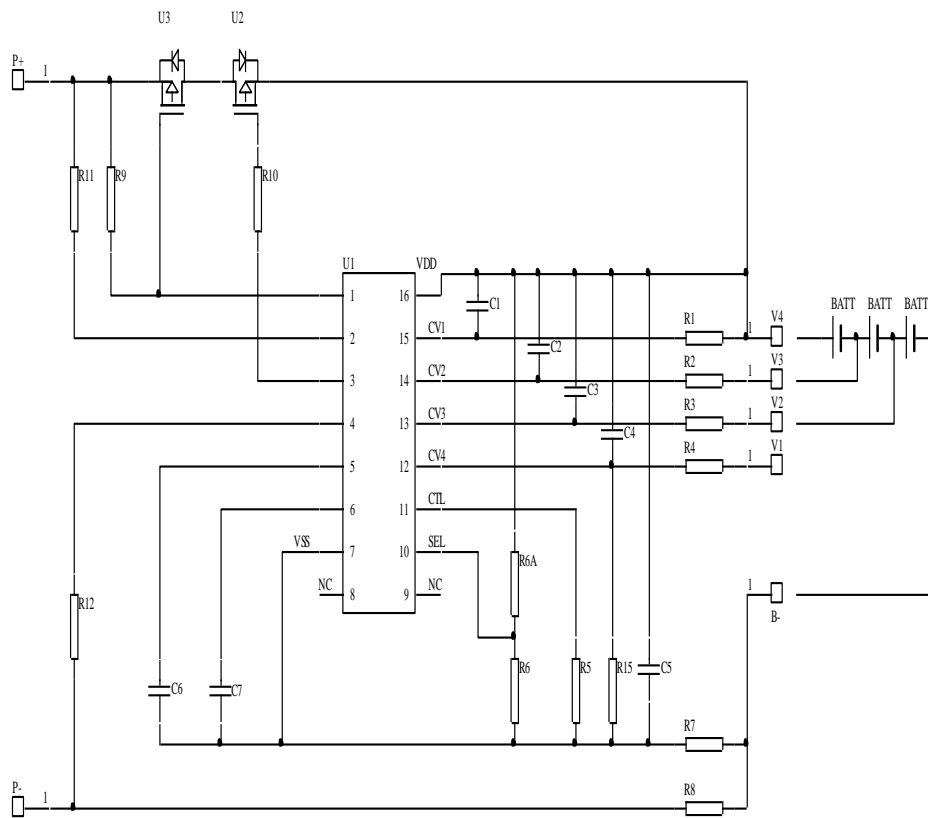 U3 U2
P+ 1
R11 R9 R10
U1 VDD
1 16 C1 BATT BATT BATT
2 15 CV1 R1 1 V4
C2
3 14 CV2 R2 1 V3
C3
4 13 CV3 R3 1 V2
C4
5 12 CV4 R4 1 V1
6 11 CTL
VSS 7 10 SEL
R6A
NC 8 9 NC
1
R12 B-
R6 R5 R15 C5
C6 C7
R7
P- 1 R8